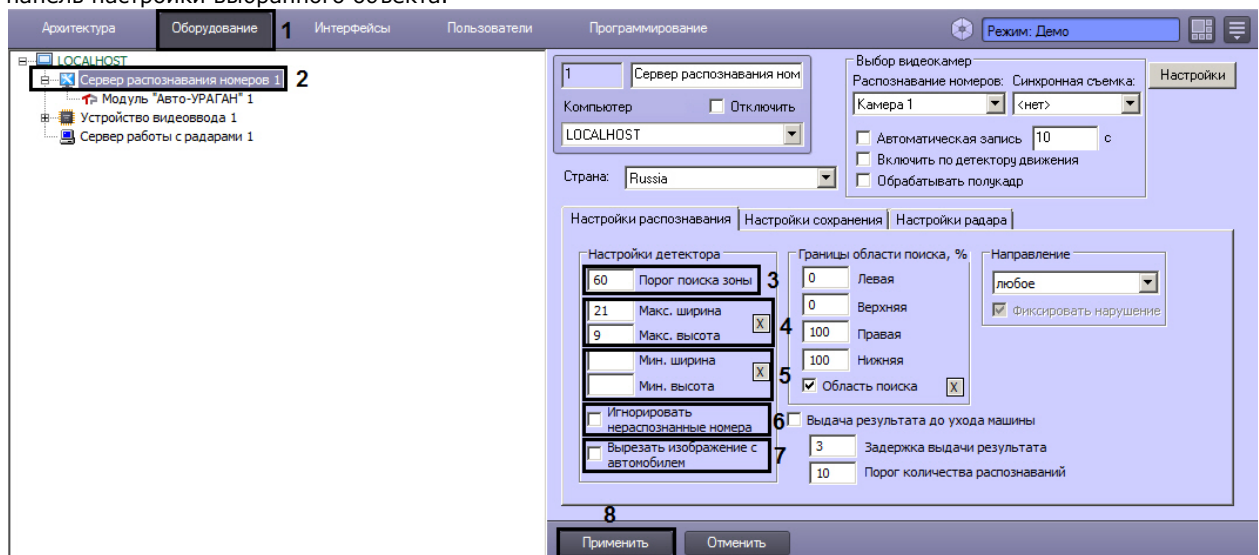 панель настройки выбранного объекта.
Архитектура Оборудование 1 Интерфейсы Пользователи Программирование Режим: Демо
LOCALHOST
Сервер распознавания номеров 1 2
Модуль "Авто-УРАГАН" 1
Устройство видеоввода 1
Сервер работы с радарами 1
1 Сервер распознавания ном
Компьютер Отключить
LOCALHOST
Страна: Russia
Выбор видеокамер
Распознавание номеров: Синхронная съемка:
Камера 1 <нет>
Автоматическая запись 10 с
Включить по детектору движения
Обрабатывать полукадр
Настройки
Настройки распознавания Настройки сохранения Настройки радара
Настройки детектора
60 Порог поиска зоны 3
21 Макс. ширина
9 Макс. высота
X 4
Мин. ширина
Мин. высота
X 5
Игнорировать
нераспознанные номера 6
Вырезать изображение с
автомобилем 7
Границы области поиска, %
0 Левая
0 Верхняя
100 Правая
100 Нижняя
Область поиска X
Направление
любое
Фиксировать нарушение
Выдача результата до ухода машины
3 Задержка выдачи результата
10 Порог количества распознаваний
8
Применить Отменить